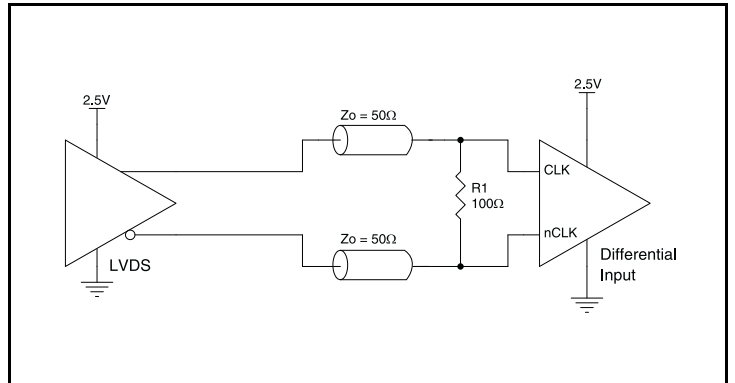 2.5V
2.5V
Zo = 50Ω
CLK
R1
100Ω
nCLK
Zo = 50Ω
LVDS
Differential
Input